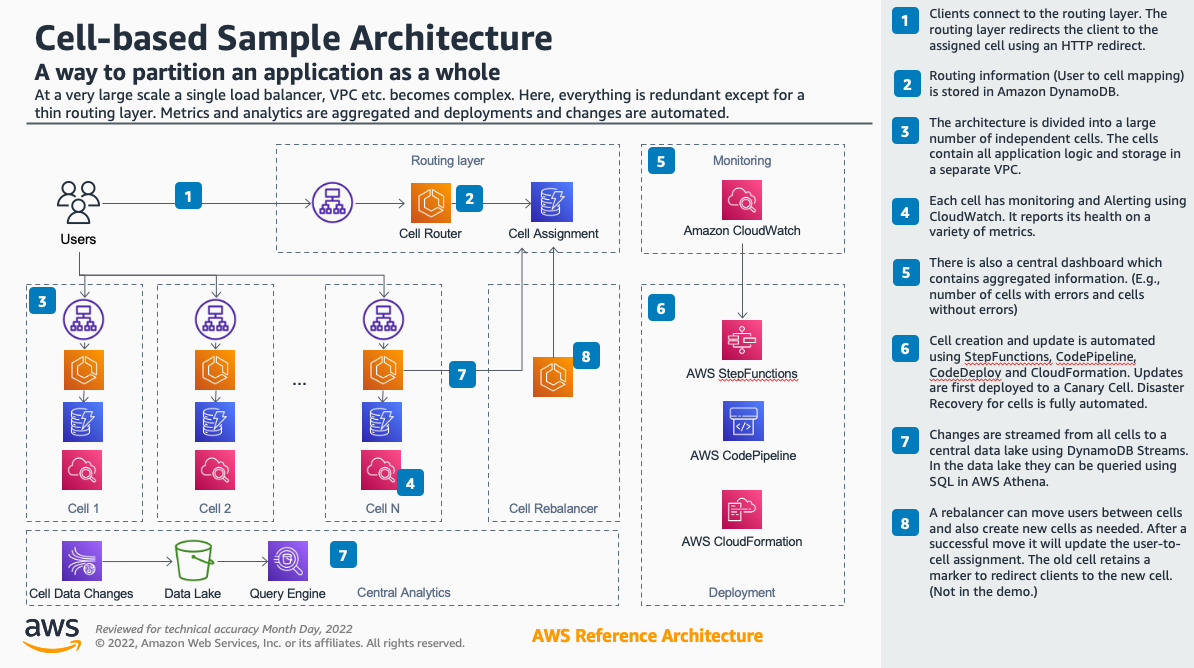 Cell-based Sample Architecture
A way to partition an application as a whole
At a very large scale a single load balancer, VPC etc. becomes complex. Here, everything is redundant except for a
thin routing layer. Metrics and analytics are aggregated and deployments and changes are automated.
Routing layer
1
2
Users
Cell Router
Cell Assignment
5
Monitoring
Amazon CloudWatch
3
...
7
8
4
Cell 1
Cell 2
Cell N
Cell Rebalancer
6
AWS StepFunctions
AWS CodePipeline
AWS CloudFormation
Deployment
7
Cell Data Changes
Data Lake
Query Engine
Central Analytics
aws
Reviewed for technical accuracy Month Day, 2022
© 2022, Amazon Web Services, Inc. or its affiliates. All rights reserved.
AWS Reference Architecture
1
Clients connect to the routing layer. The
routing layer redirects the client to the
assigned cell using an HTTP redirect.
2
Routing information (User to cell mapping)
is stored in Amazon DynamoDB.
3
The architecture is divided into a large
number of independent cells. The cells
contain all application logic and storage in
a separate VPC.
4
Each cell has monitoring and Alerting using
CloudWatch. It reports its health on a
variety of metrics.
5
There is also a central dashboard which
contains aggregated information. (E.g.,
number of cells with errors and cells
without errors)
6
Cell creation and update is automated
using StepFunctions, CodePipeline,
CodeDeploy and CloudFormation. Updates
are first deployed to a Canary Cell. Disaster
Recovery for cells is fully automated.
7
Changes are streamed from all cells to a
central data lake using DynamoDB Streams.
In the data lake they can be queried using
SQL in AWS Athena.
8
A rebalancer can move users between cells
and also create new cells as needed. After a
successful move it will update the user-to-
cell assignment. The old cell retains a
marker to redirect clients to the new cell.
(Not in the demo.)